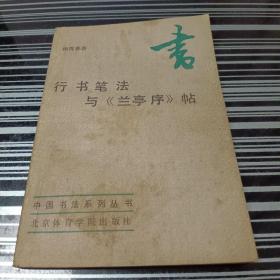 書
行书笔法
与《兰亭序》帖
中国书法系列丛书
北京体育学院出版社